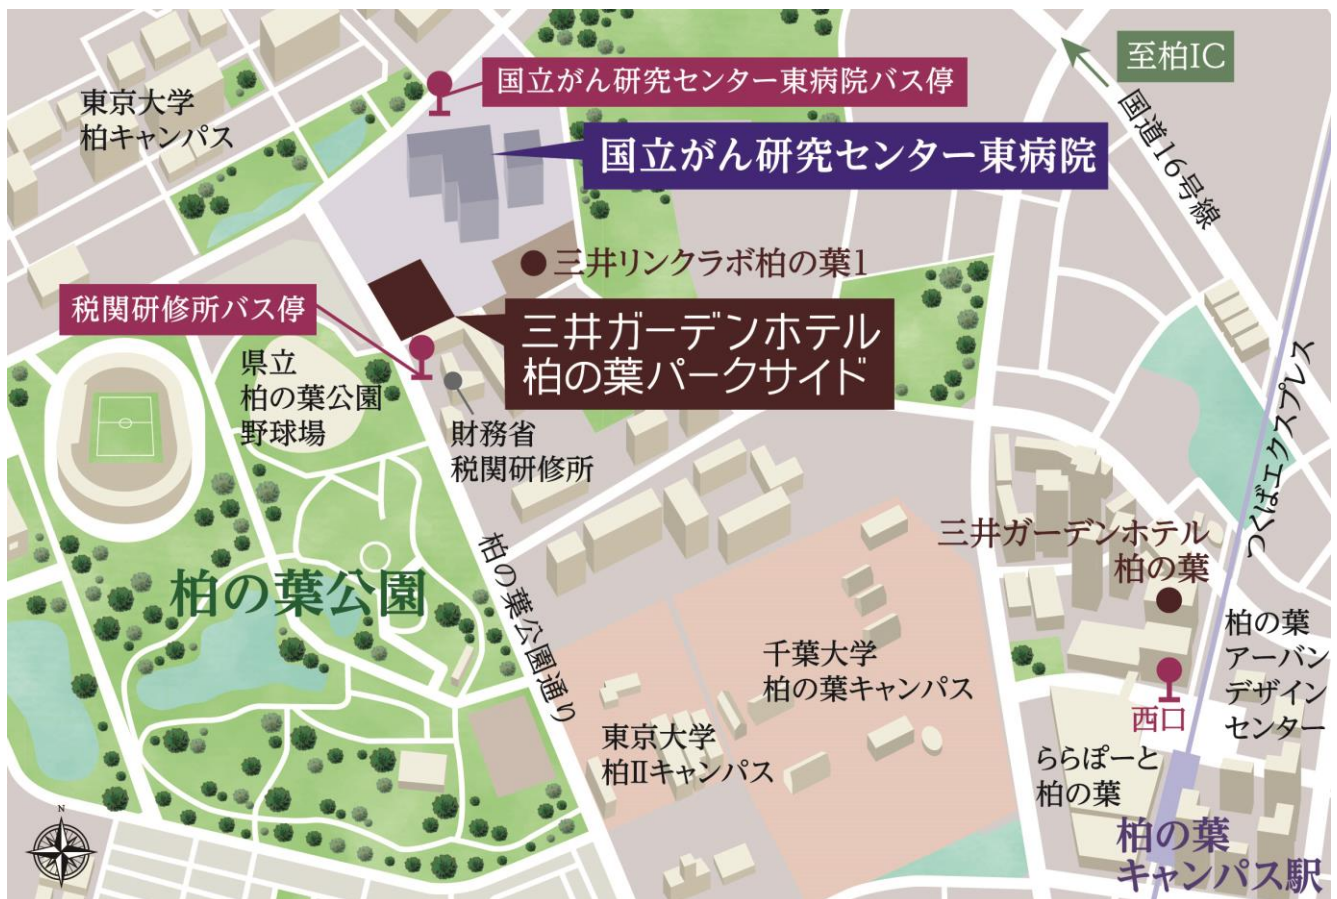 至柏IC
国立がん研究センター東病院バス停
東京大学
柏キャンパス
国道16号線
国立がん研究センター東病院
三井リンクラボ柏の葉1
税関研修所バス停
三井ガーデンホテル
柏の葉パークサイド
県立
柏の葉公園
野球場
財務省
税関研修所
つくばエクスプレス
三井ガーデンホテル
柏の葉
柏の葉公園
柏の葉公園通り
柏の葉
アーバン
デザイン
センター
千葉大学
柏の葉キャンパス
西口
東京大学
柏IIキャンパス
ららぽーと
柏の葉
N
柏の葉
キャンパス駅